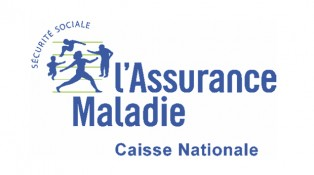 SÉCURITÉ SOCIALE
l'Assurance
Maladie
Caisse Nationale